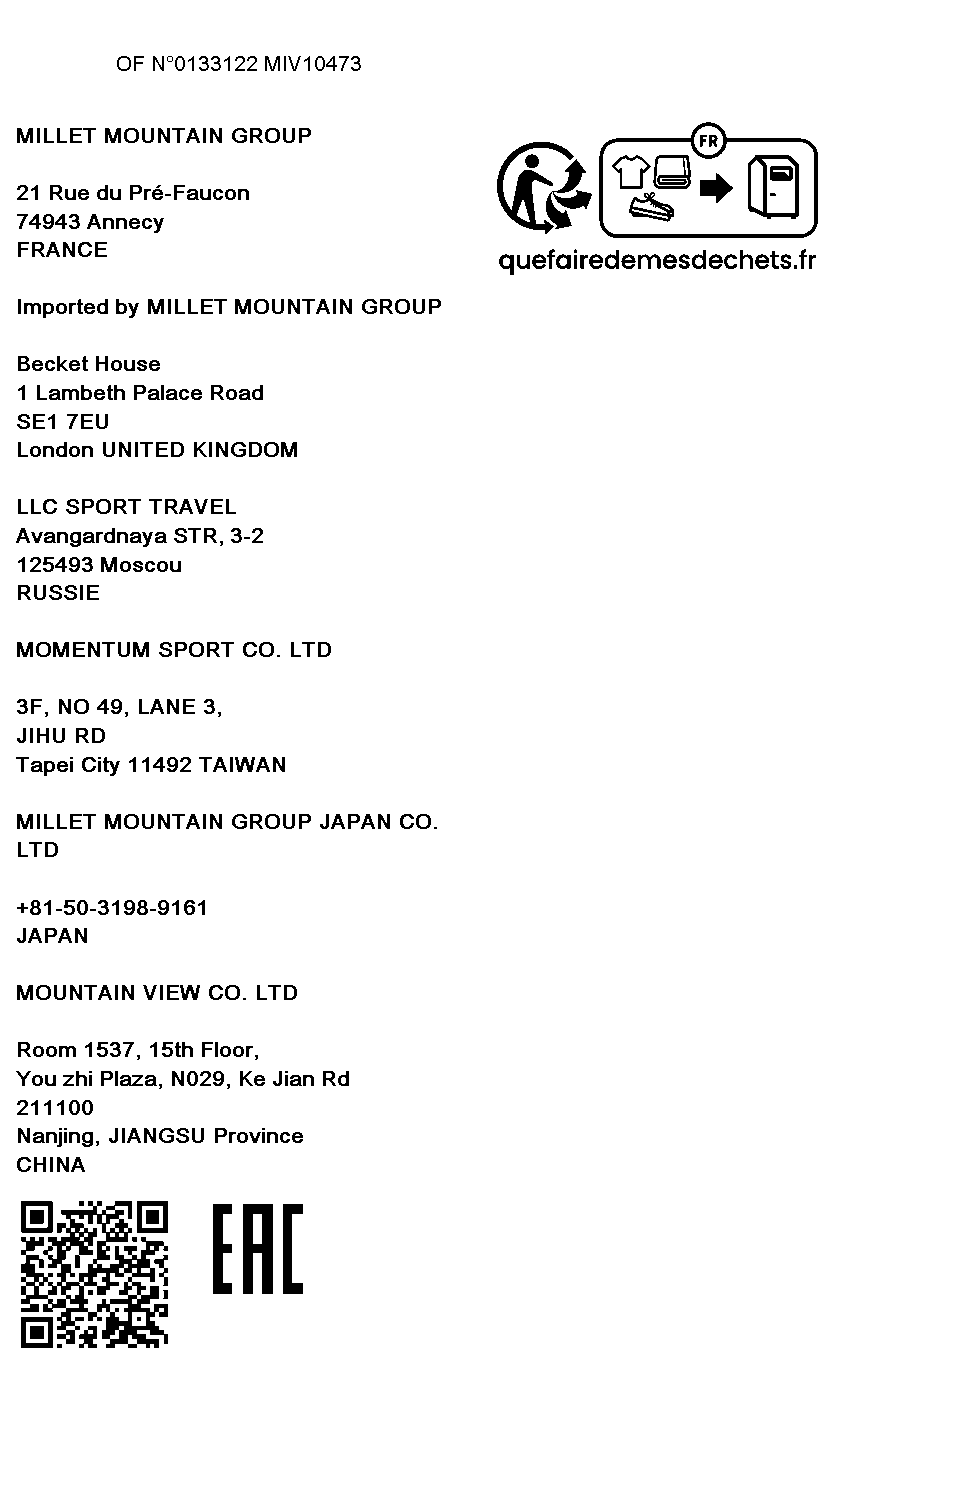 OF N°0133122 MIV10473
MILLET MOUNTAIN GROUP
21 Rue du Pré-Faucon
74943 Annecy
FRANCE
Imported by MILLET MOUNTAIN GROUP
Becket House
1 Lambeth Palace Road
SE1 7EU
London UNITED KINGDOM
LLC SPORT TRAVEL
Avangardnaya STR, 3-2
125493 Moscou
RUSSIE
MOMENTUM SPORT CO. LTD
3F, NO 49, LANE 3,
JIHU RD
Tapei City 11492 TAIWAN
MILLET MOUNTAIN GROUP JAPAN CO.
LTD
+81-50-3198-9161
JAPAN
MOUNTAIN VIEW CO. LTD
Room 1537, 15th Floor,
You zhi Plaza, N029, Ke Jian Rd
211100
Nanjing, JIANGSU Province
CHINA
EAC
FR
quefairedemesdechets.fr